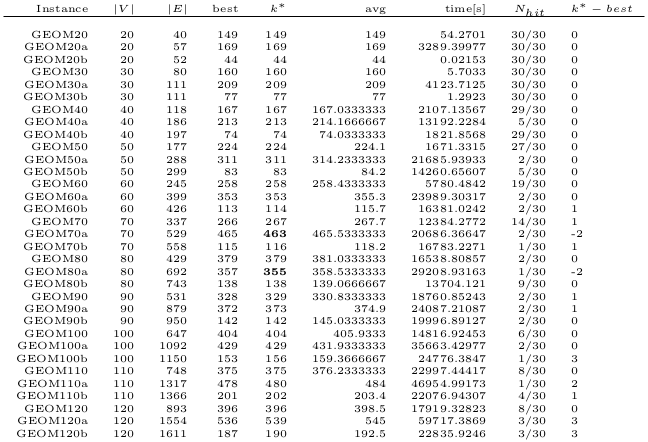 Instance |V| |E| best k* avg time[s] N_hit k* − best
GEOM20 20 40 149 149 149 54.2701 30/30 0
GEOM20a 20 57 169 169 169 3289.39977 30/30 0
GEOM20b 20 52 44 44 44 0.02153 30/30 0
GEOM30 30 80 160 160 160 5.7033 30/30 0
GEOM30a 30 111 209 209 209 4123.7125 30/30 0
GEOM30b 30 111 77 77 77 1.2923 30/30 0
GEOM40 40 118 167 167 167.0333333 2107.13567 29/30 0
GEOM40a 40 186 213 213 214.1666667 13192.2284 5/30 0
GEOM40b 40 197 74 74 74.0333333 1821.8568 29/30 0
GEOM50 50 177 224 224 224.1 1671.3315 27/30 0
GEOM50a 50 288 311 311 314.2333333 21685.93933 2/30 0
GEOM50b 50 299 83 83 84.2 14260.65607 5/30 0
GEOM60 60 245 258 258 258.4333333 5780.4842 19/30 0
GEOM60a 60 399 353 353 355.3 23989.30317 2/30 0
GEOM60b 60 426 113 114 115.7 16381.0242 2/30 1
GEOM70 70 337 266 267 267.7 12384.2772 14/30 1
GEOM70a 70 529 465 463 465.5333333 20686.36647 2/30 -2
GEOM70b 70 558 115 116 118.2 16783.2271 1/30 1
GEOM80 80 429 379 379 381.0333333 16538.80857 2/30 0
GEOM80a 80 692 357 355 358.5333333 29208.93163 1/30 -2
GEOM80b 80 743 138 138 139.0666667 13704.121 9/30 0
GEOM90 90 531 328 329 330.8333333 18760.85243 2/30 1
GEOM90a 90 879 372 373 374.9 24087.21087 2/30 1
GEOM90b 90 950 142 142 145.0333333 19996.89127 2/30 0
GEOM100 100 647 404 404 405.9333 14816.92453 6/30 0
GEOM100a 100 1092 429 429 431.9333333 35663.42977 2/30 0
GEOM100b 100 1150 153 156 159.3666667 24776.3847 1/30 3
GEOM110 110 748 375 375 376.2333333 22997.44417 8/30 0
GEOM110a 110 1317 478 480 484 46954.99173 1/30 2
GEOM110b 110 1366 201 202 203.4 22076.94307 4/30 1
GEOM120 120 893 396 396 398.5 17919.32823 8/30 0
GEOM120a 120 1554 536 539 545 59717.3869 3/30 3
GEOM120b 120 1611 187 190 192.5 22835.9246 3/30 3